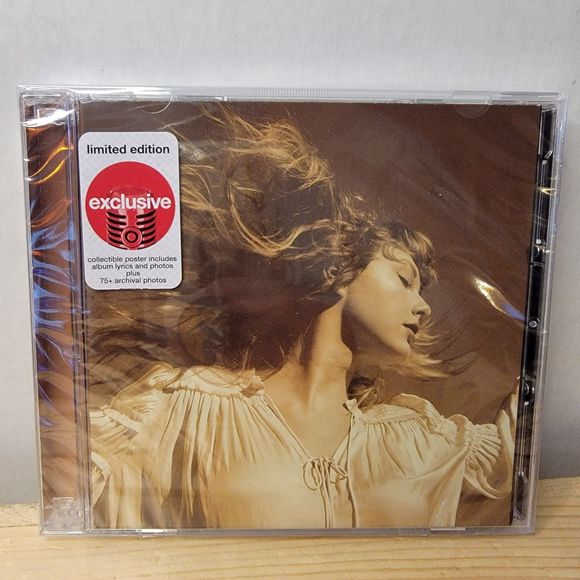 limited edition
exclusive
collectible poster includes
album lyrics and photos
plus
75+ archival photos